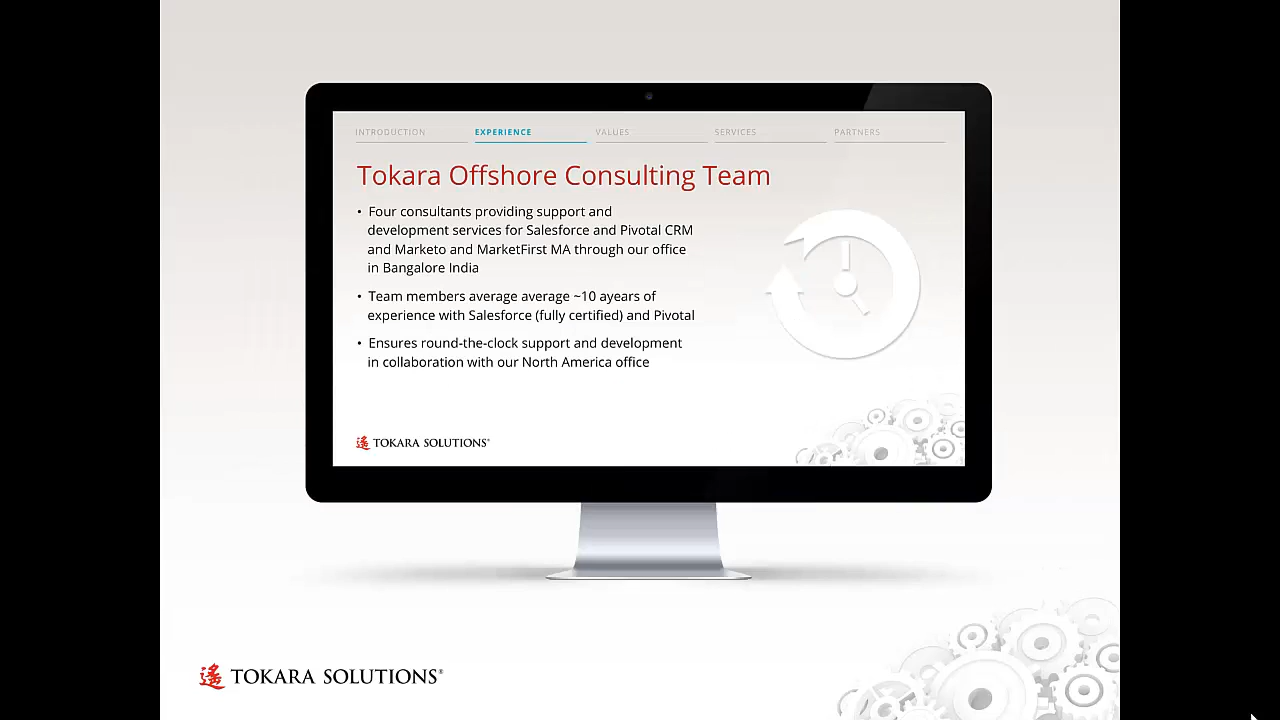 INTRODUCTION
EXPERIENCE
VALUES
SERVICES
PARTNERS
Tokara Offshore Consulting Team
• Four consultants providing support and
development services for Salesforce and Pivotal CRM
and Marketo and MarketFirst MA through our office
in Bangalore India
• Team members average average ~10 ayears of
experience with Salesforce (fully certified) and Pivotal
• Ensures round-the-clock support and development
in collaboration with our North America office
遙 TOKARA SOLUTIONS®
遙 TOKARA SOLUTIONS®